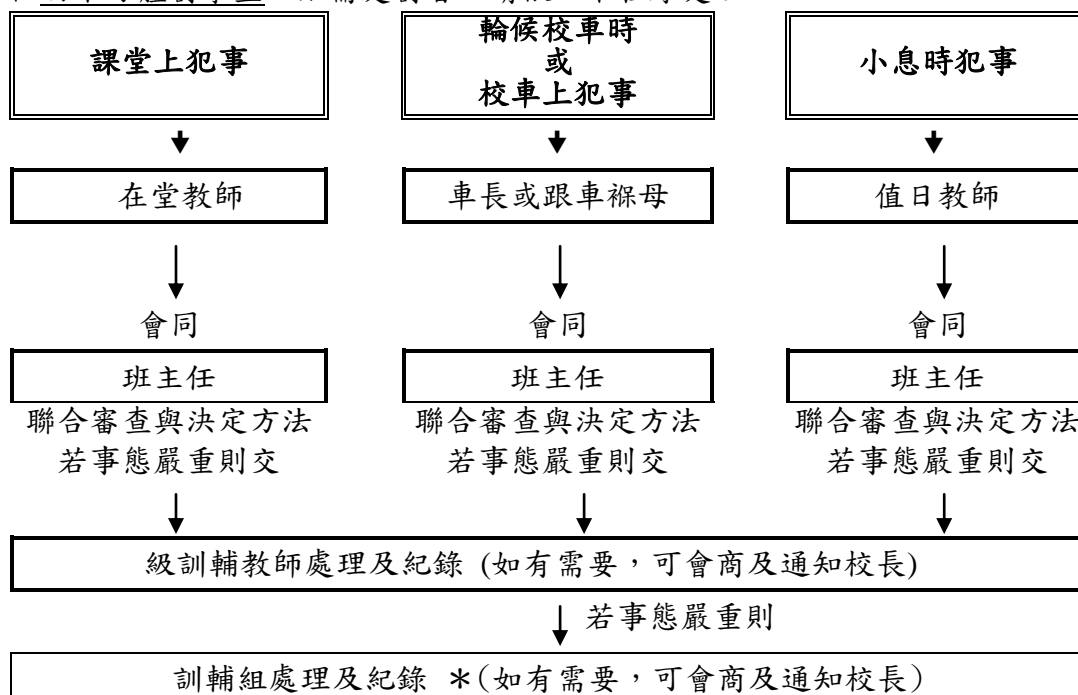 課堂上犯事
輪候校車時
或
校車上犯事
小息時犯事
在堂教師
車長或跟車褓母
值日教師
會同
會同
會同
班主任
班主任
班主任
聯合審查與決定方法
若事態嚴重則交
聯合審查與決定方法
若事態嚴重則交
聯合審查與決定方法
若事態嚴重則交
級訓輔教師處理及紀錄 (如有需要，可會商及通知校長)
若事態嚴重則
訓輔組處理及紀錄 ＊(如有需要，可會商及通知校長)